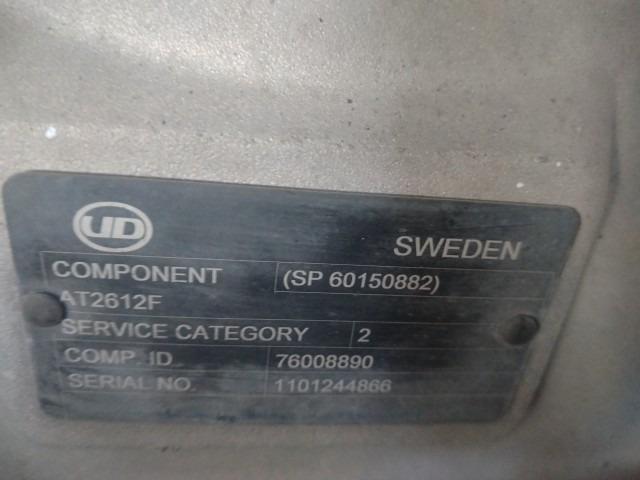 UD
SWEDEN
COMPONENT (SP 60150882)
AT2612F
SERVICE CATEGORY 2
COMP. ID 76008890
SERIAL NO. 1101244866